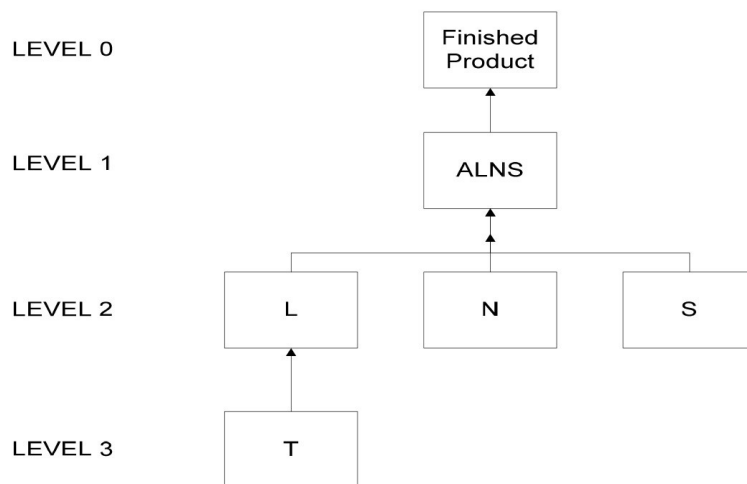 LEVEL 0
Finished
Product
LEVEL 1
ALNS
LEVEL 2
L
N
S
LEVEL 3
T